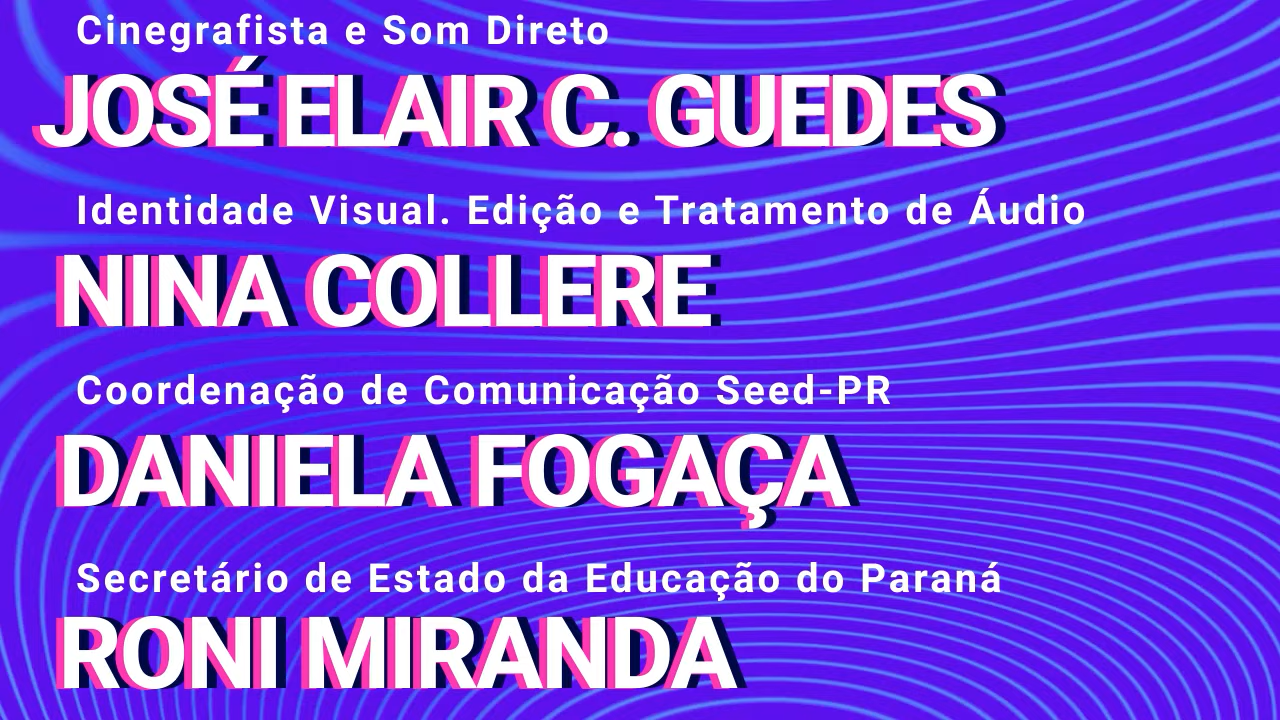 Cinegrafista e Som Direto
JOSÉ ELAIR C. GUEDES
Identidade Visual. Edição e Tratamento de Áudio
NINA COLLERE
Coordenação de Comunicação Seed-PR
DANIELA FOGAÇA
Secretário de Estado da Educação do Paraná
RONI MIRANDA